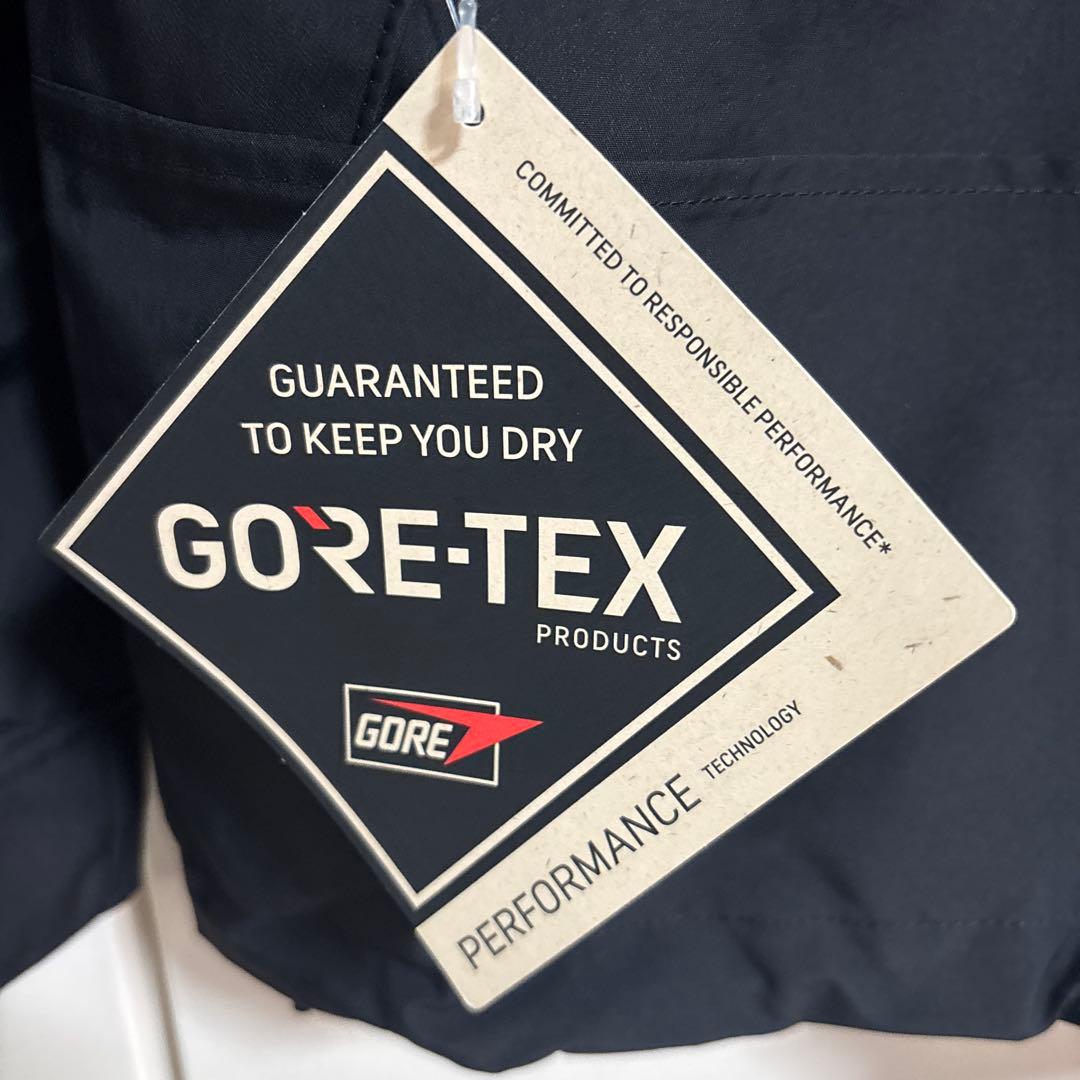 COMMITTED TO RESPONSIBLE PERFORMANCE*
GUARANTEED
TO KEEP YOU DRY
GORE-TEX
PRODUCTS
GORE
PERFORMANCE TECHNOLOGY